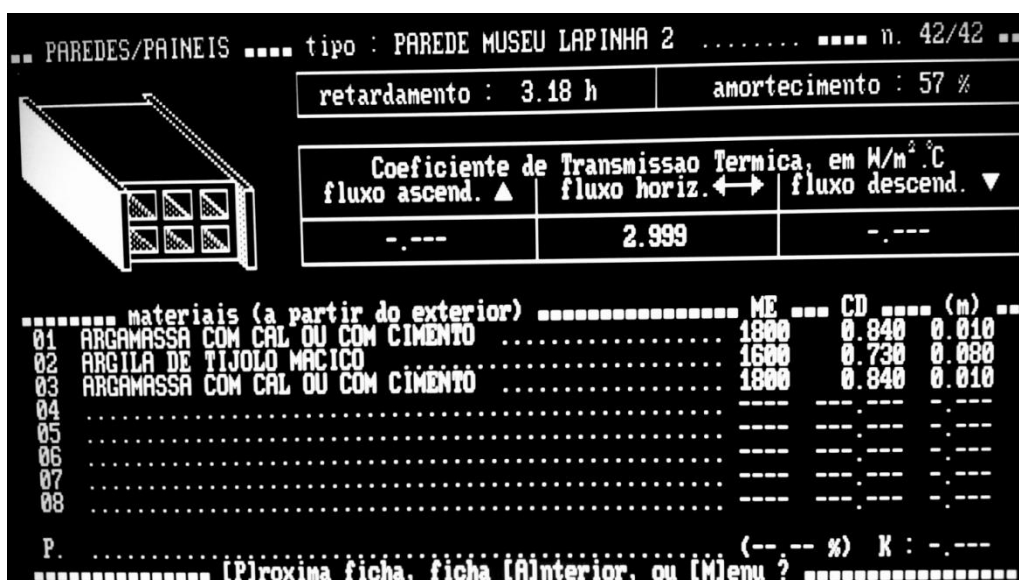 PAREDES/PAINEIS tipo : PAREDE MUSEU LAPINHA 2 ........ n. 42/42
retardamento : 3.18 h amortecimento : 57 %
Coeficiente de Transmissao Termica, em W/m².°C
fluxo ascend. ▲ fluxo horiz. ↔ fluxo descend. ▼
-.--- 2.999 -.---
materiais (a partir do exterior) ME CD (m)
01 ARGAMASSA COM CAL OU COM CIMENTO ................ 1800 0.840 0.010
02 ARGILA DE TIJOLO MACICO ....................... 1600 0.730 0.080
03 ARGAMASSA COM CAL OU COM CIMENTO ................ 1800 0.840 0.010
04 ............................................... ---- ---.--- -.---
05 ............................................... ---- ---.--- -.---
06 ............................................... ---- ---.--- -.---
07 ............................................... ---- ---.--- -.---
08 ............................................... ---- ---.--- -.---
P. ............................................... (--.-- %) K : -.---
[P]roxima ficha, ficha [A]nterior, ou [M]enu ?